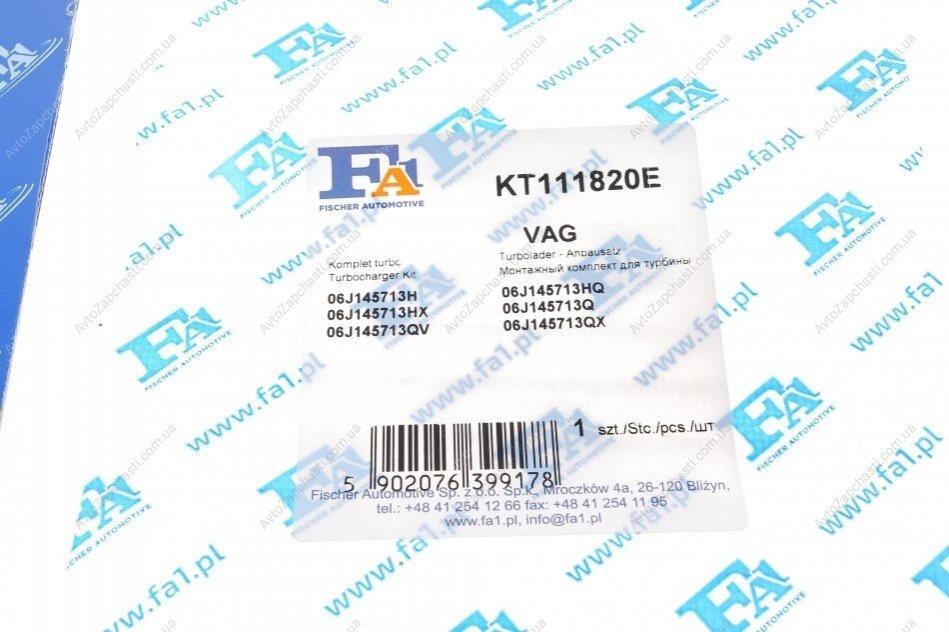 FA1
FISCHER AUTOMOTIVE
KT111820E
VAG
Komplet turbo
Turbocharger Kit
Turbolader - Anbausatz
Монтажный комплект для турбины
06J145713H
06J145713HX
06J145713QV
06J145713HQ
06J145713Q
06J145713QX
1 szt./Stc./pcs./шт
5 902076 399178
Fischer Automotive Sp. z o.o. Sp.k., Mroczków 4a, 26-120 Bliżyn,
tel.: +48 41 254 12 66 fax: +48 41 254 11 95
www.fa1.pl, info@fa1.pl
www.fa1.pl
AvtoZapchasti.com.ua